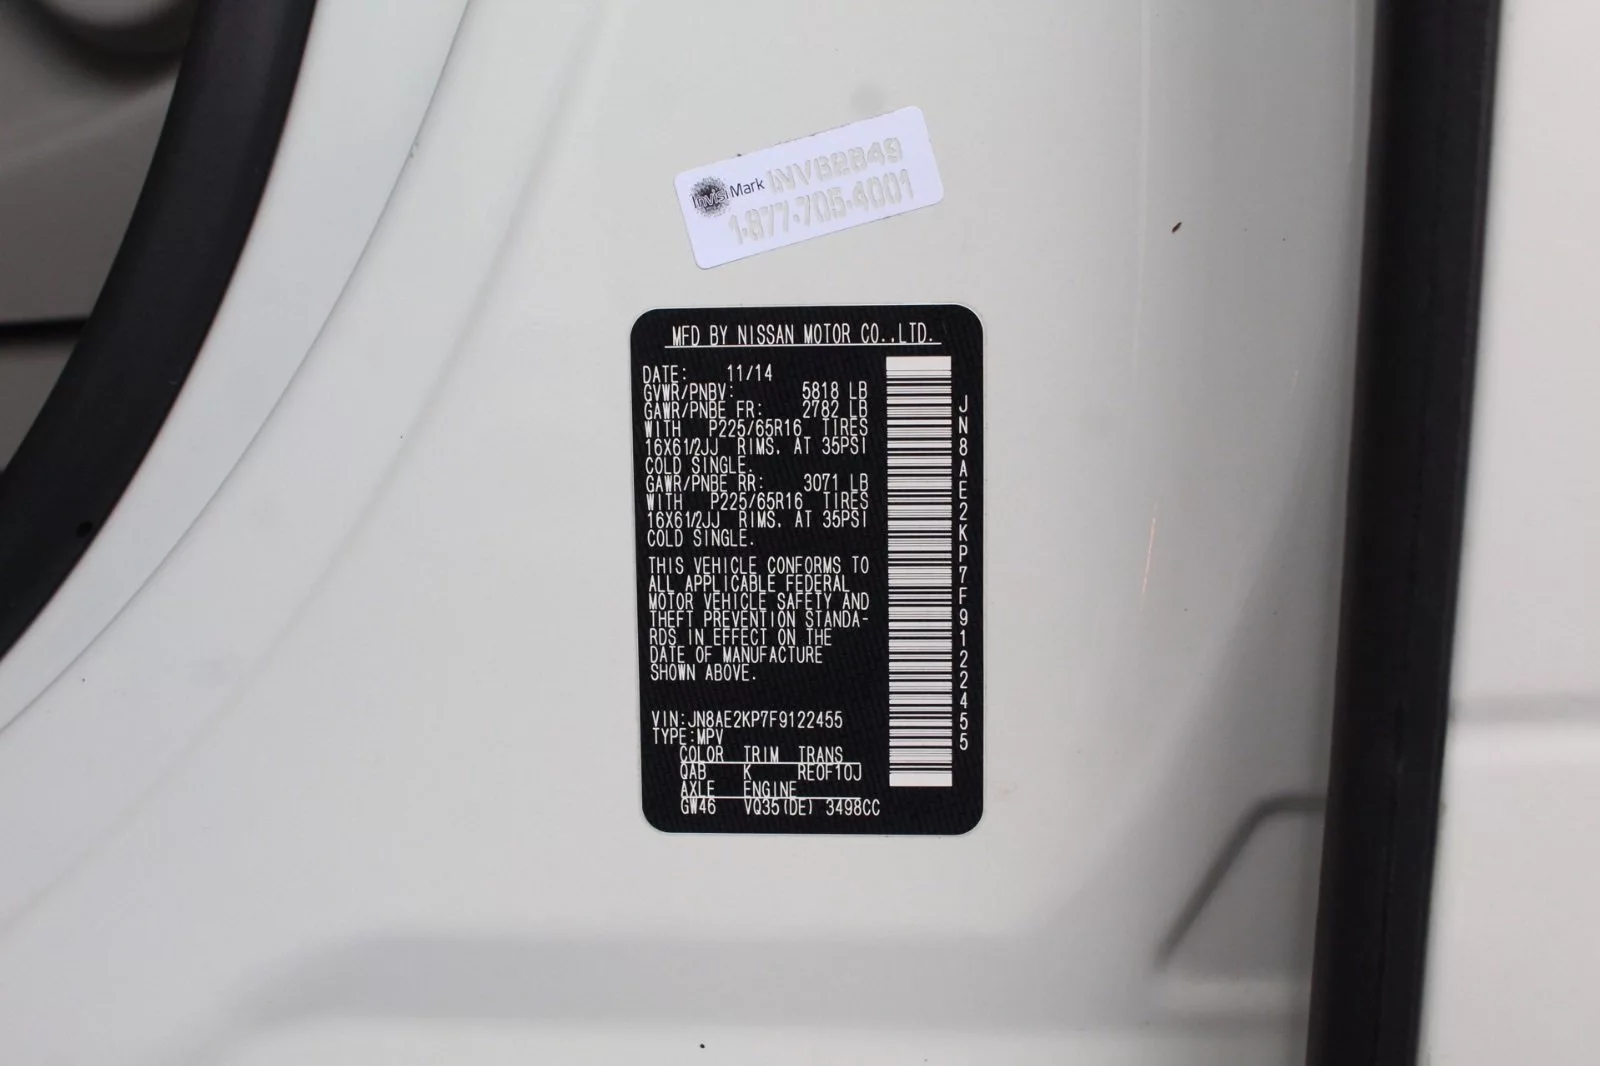 InvisiMark INVB2849
1·877·705·4001
MFD BY NISSAN MOTOR CO.,LTD.
DATE: 11/14
GVWR/PNBV: 5818 LB
GAWR/PNBE FR: 2782 LB
WITH P225/65R16 TIRES
16X61/2JJ RIMS. AT 35PSI
COLD SINGLE.
GAWR/PNBE RR: 3071 LB
WITH P225/65R16 TIRES
16X61/2JJ RIMS. AT 35PSI
COLD SINGLE.
THIS VEHICLE CONFORMS TO
ALL APPLICABLE FEDERAL
MOTOR VEHICLE SAFETY AND
THEFT PREVENTION STANDA-
RDS IN EFFECT ON THE
DATE OF MANUFACTURE
SHOWN ABOVE.
VIN:JN8AE2KP7F9122455
TYPE:MPV
COLOR TRIM TRANS
QAB K RE0F10J
AXLE ENGINE
GW46 VQ35(DE) 3498CC
JN8AE2KP7F9122455